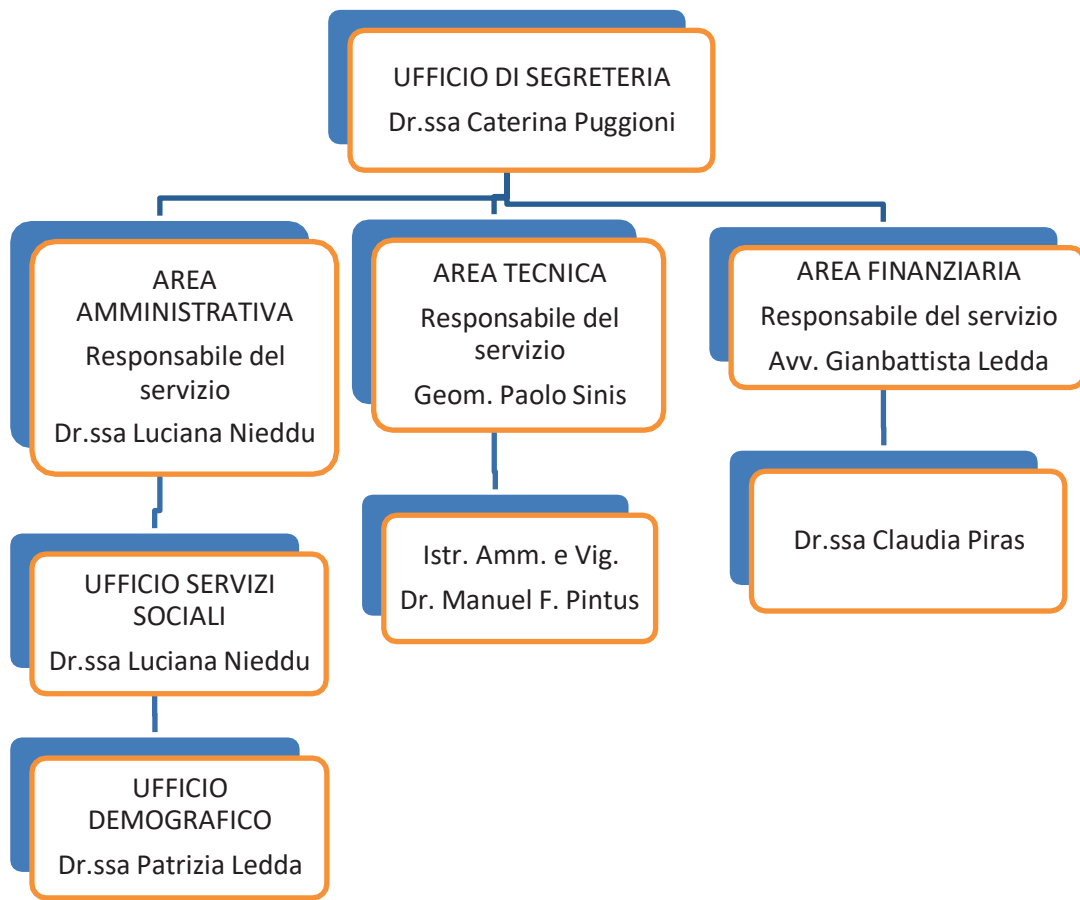 UFFICIO DI SEGRETERIA
Dr.ssa Caterina Puggioni
AREA
AMMINISTRATIVA
Responsabile del
servizio
Dr.ssa Luciana Nieddu
AREA TECNICA
Responsabile del
servizio
Geom. Paolo Sinis
AREA FINANZIARIA
Responsabile del servizio
Avv. Gianbattista Ledda
UFFICIO SERVIZI
SOCIALI
Dr.ssa Luciana Nieddu
Istr. Amm. e Vig.
Dr. Manuel F. Pintus
Dr.ssa Claudia Piras
UFFICIO
DEMOGRAFICO
Dr.ssa Patrizia Ledda